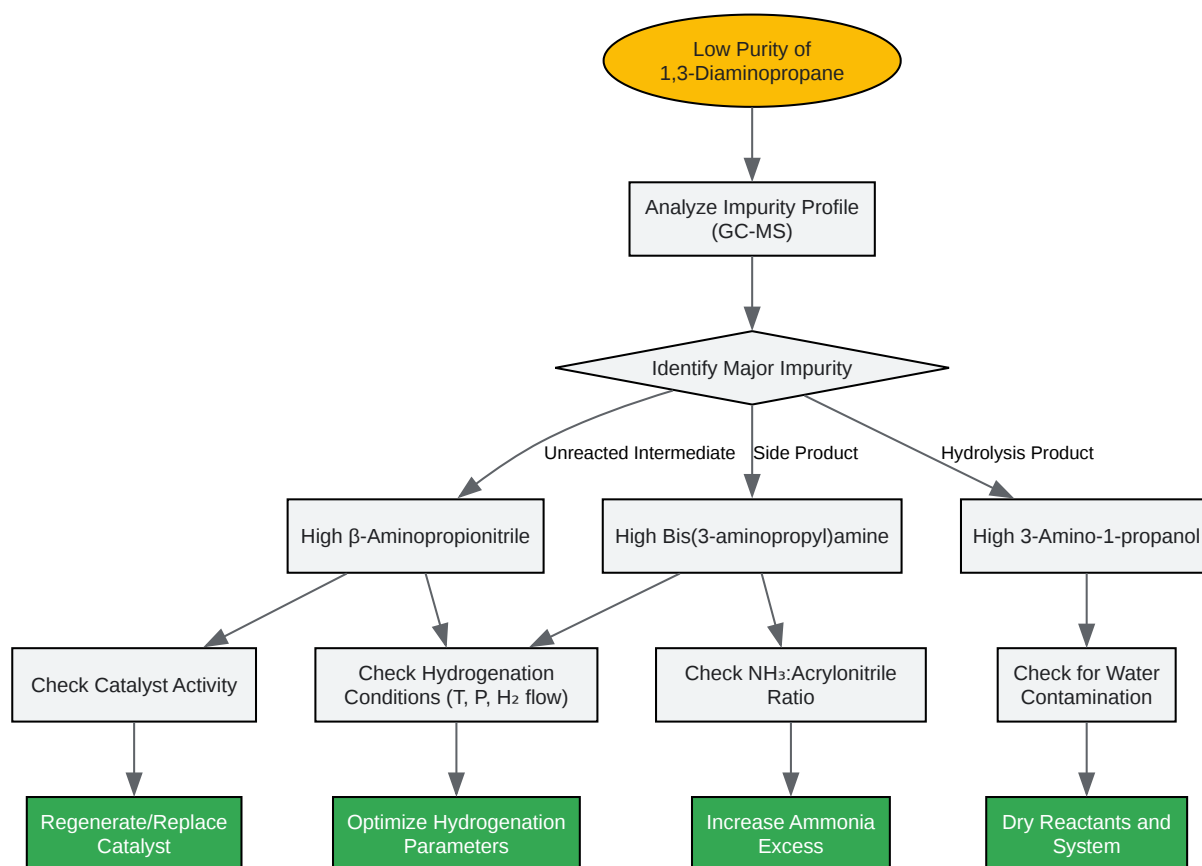 Low Purity of
1,3-Diaminopropane
Analyze Impurity Profile
(GC-MS)
Identify Major Impurity
Unreacted Intermediate
Side Product
Hydrolysis Product
High β-Aminopropionitrile
High Bis(3-aminopropyl)amine
High 3-Amino-1-propanol
Check Catalyst Activity
Check Hydrogenation
Conditions (T, P, H₂ flow)
Check NH₃:Acrylonitrile
Ratio
Check for Water
Contamination
Regenerate/Replace
Catalyst
Optimize Hydrogenation
Parameters
Increase Ammonia
Excess
Dry Reactants and
System